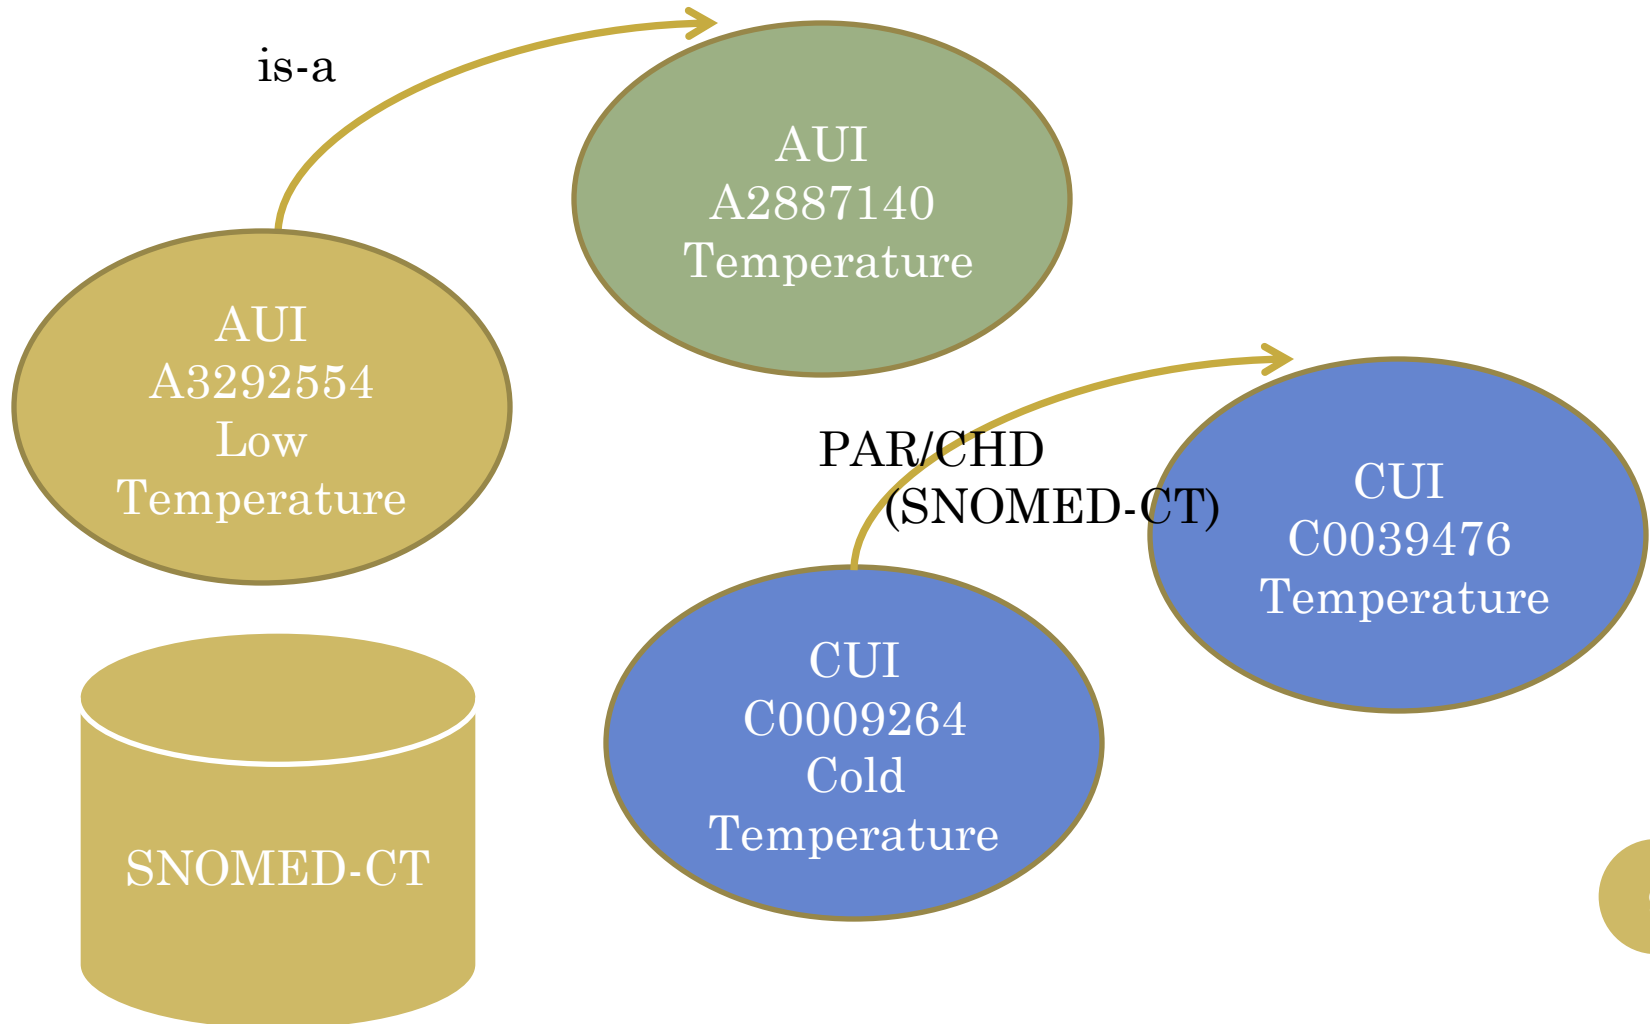 is-a
AUI
A2887140
Temperature
AUI
A3292554
Low
Temperature
PAR/CHD
(SNOMED-CT)
CUI
C0039476
Temperature
CUI
C0009264
Cold
Temperature
SNOMED-CT